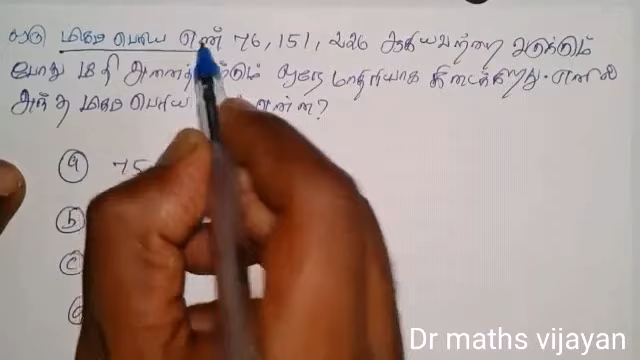 ஒரு மிகப் பெரிய எண் 76, 151, 226 ஆகியவற்றை வகுக்கும்
போது மீதி அனைத்தும் ஒரே மாதிரியாக கிடைக்கிறது. எனில்
அந்த மிகப் பெரிய என்ன?
a 75
b
c
Dr maths vijayan